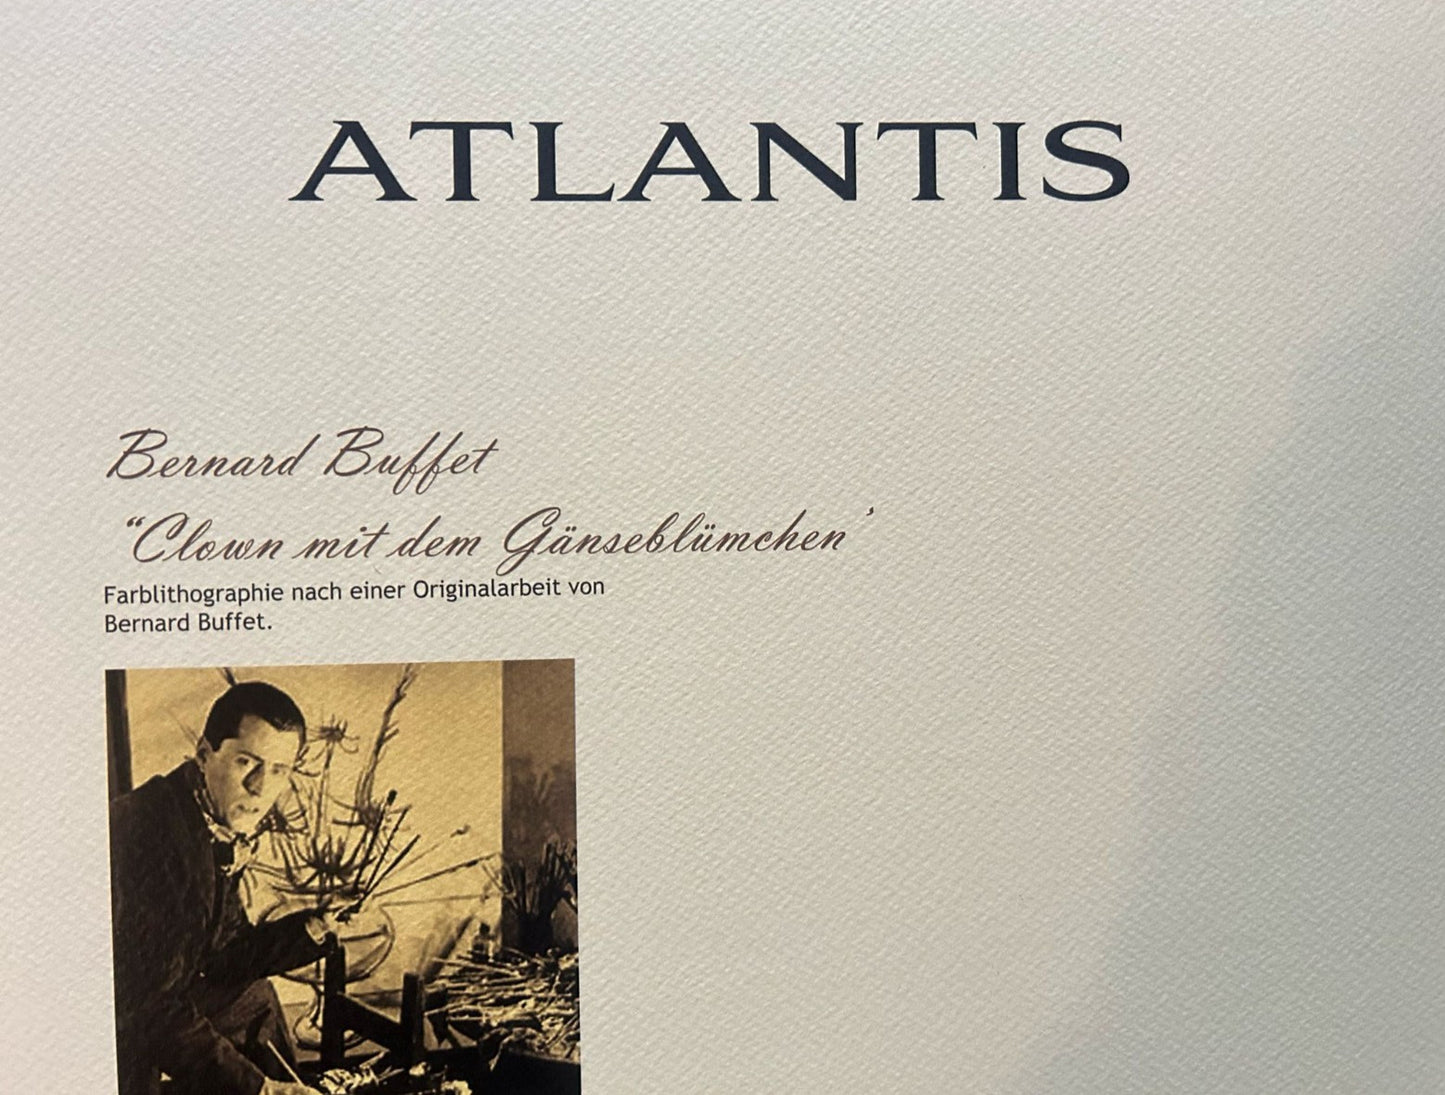 ATLANTIS
Bernard Buffet
“Clown mit dem Gänseblümchen’
Farblithographie nach einer Originalarbeit von
Bernard Buffet.